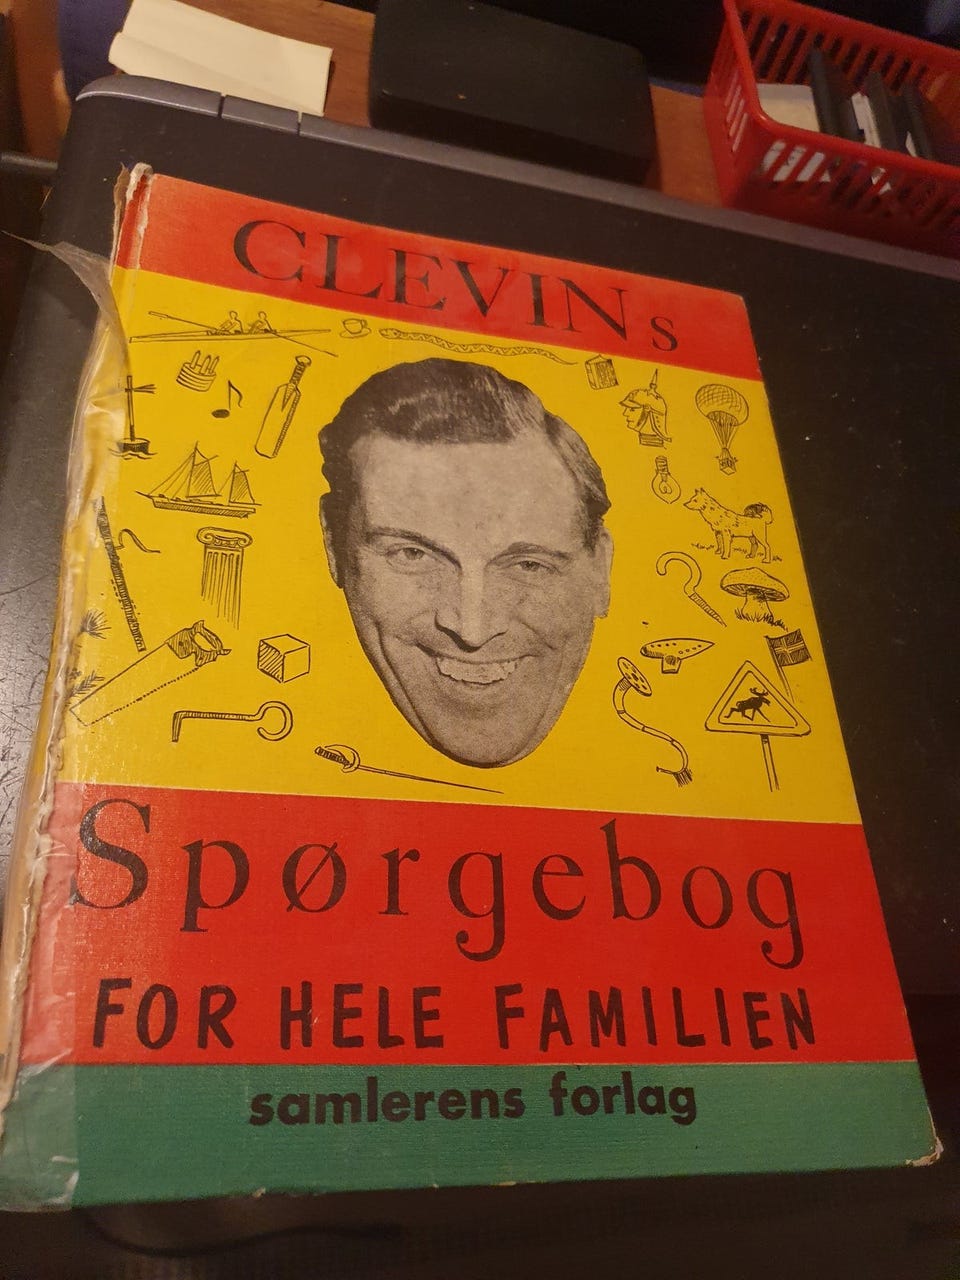 CLEVINs
Spørgebog
FOR HELE FAMILIEN
samlerens forlag